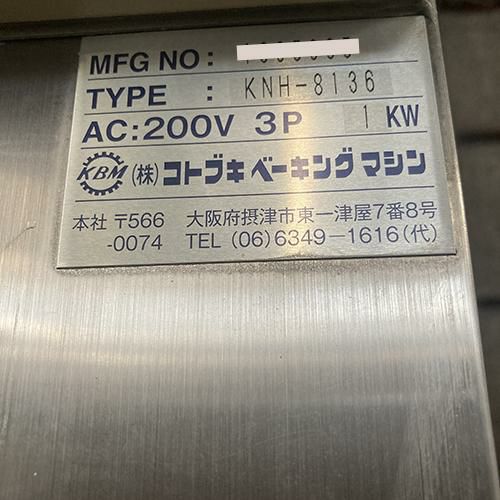 MFG NO:
TYPE : KNH-8136
AC:200V 3P 1 KW
KBM (株)コトブキベーキングマシン
本社 〒566 大阪府摂津市東一津屋7番8号
-0074 TEL (06)6349-1616(代)